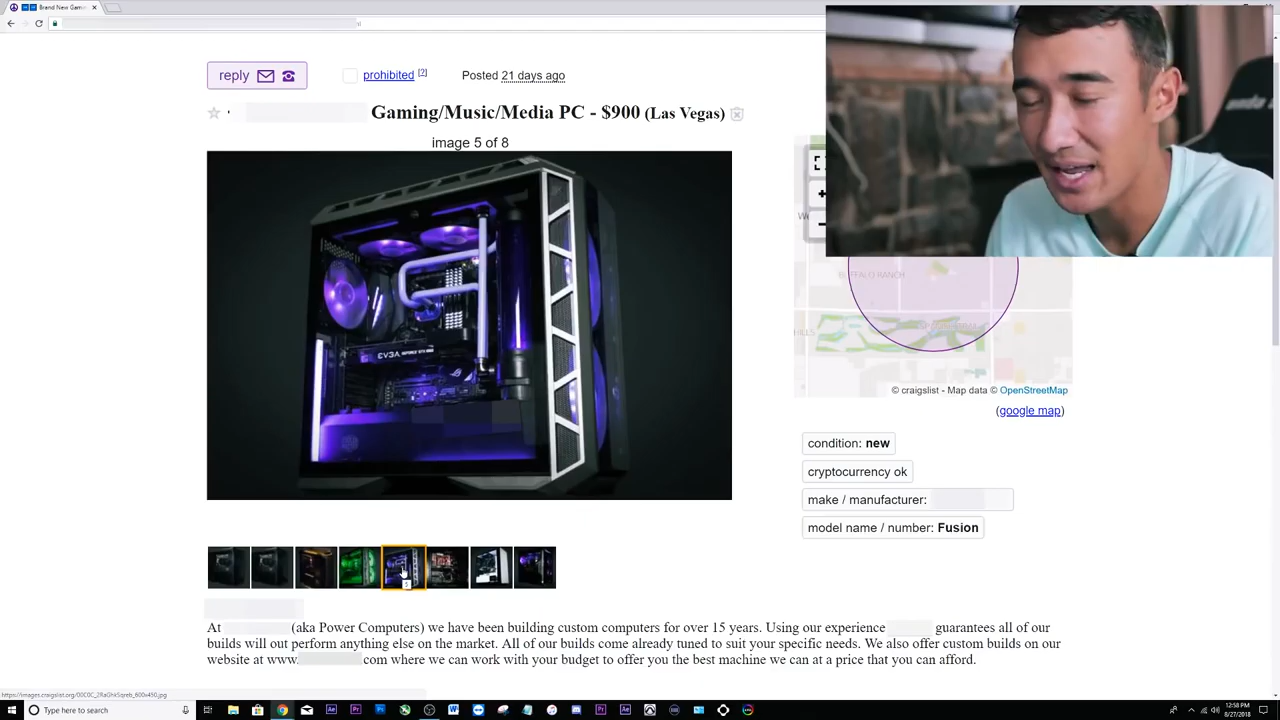 Brand New Gamin
reply
prohibited [?]
Posted 21 days ago
Gaming/Music/Media PC - $900 (Las Vegas)
image 5 of 8
EVGA
HILLS
© craigslist - Map data © OpenStreetMap
(google map)
condition: new
cryptocurrency ok
make / manufacturer:
model name / number: Fusion
At (aka Power Computers) we have been building custom computers for over 15 years. Using our experience guarantees all of our
builds will out perform anything else on the market. All of our builds come already tuned to suit your specific needs. We also offer custom builds on our
website at www. com where we can work with your budget to offer you the best machine we can at a price that you can afford.
Type here to search
12:58 PM
8/27/2018